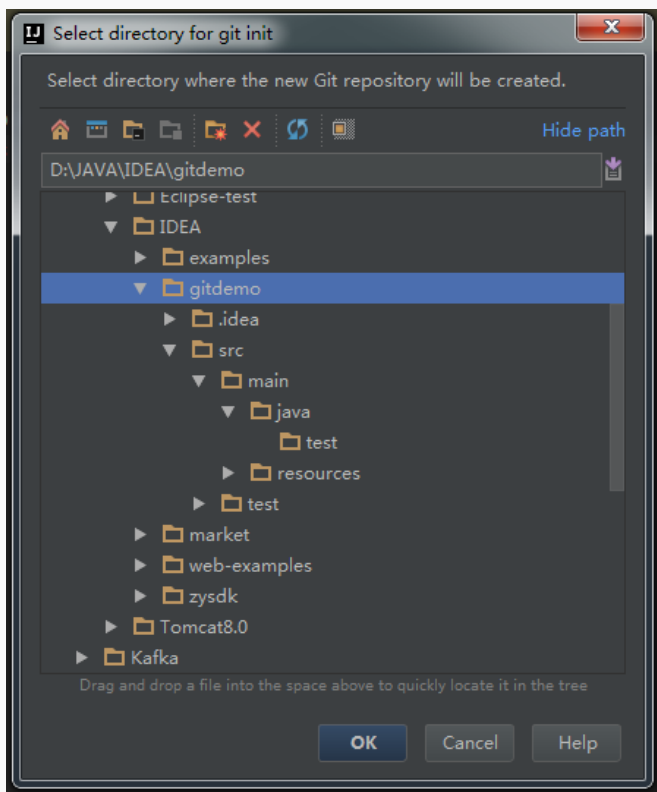 Select directory for git init
Select directory where the new Git repository will be created.
Hide path
D:\JAVA\IDEA\gitdemo
Eclipse-test
IDEA
examples
gitdemo
.idea
src
main
java
test
resources
test
market
web-examples
zysdk
Tomcat8.0
Kafka
Drag and drop a file into the space above to quickly locate it in the tree
OK Cancel Help